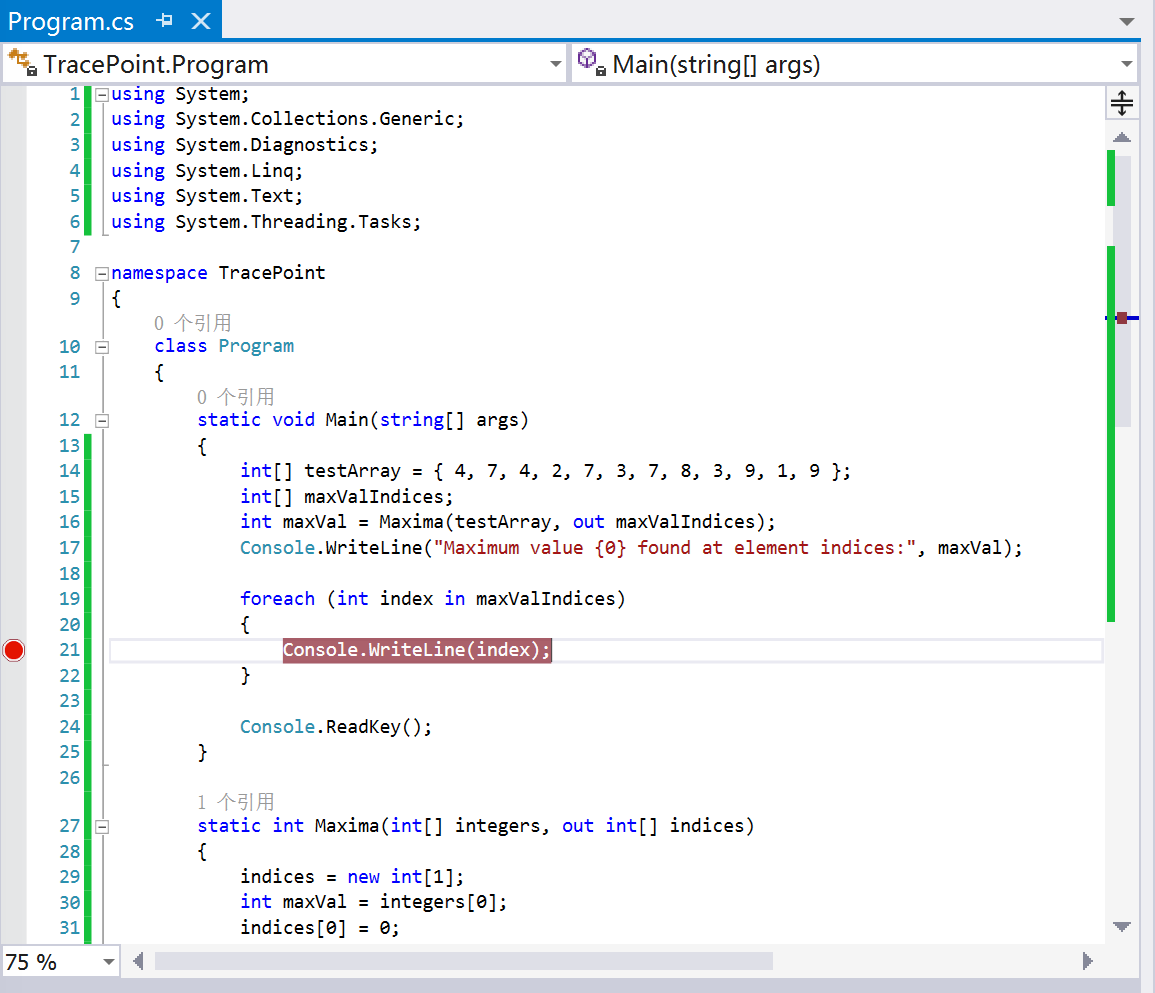 Program.cs
TracePoint.Program
Main(string[] args)
1 using System;
2 using System.Collections.Generic;
3 using System.Diagnostics;
4 using System.Linq;
5 using System.Text;
6 using System.Threading.Tasks;
7
8 namespace TracePoint
9 {
0 个引用
10 class Program
11 {
0 个引用
12 static void Main(string[] args)
13 {
14 int[] testArray = { 4, 7, 4, 2, 7, 3, 7, 8, 3, 9, 1, 9 };
15 int[] maxValIndices;
16 int maxVal = Maxima(testArray, out maxValIndices);
17 Console.WriteLine("Maximum value {0} found at element indices:", maxVal);
18
19 foreach (int index in maxValIndices)
20 {
21 Console.WriteLine(index);
22 }
23
24 Console.ReadKey();
25 }
26
1 个引用
27 static int Maxima(int[] integers, out int[] indices)
28 {
29 indices = new int[1];
30 int maxVal = integers[0];
31 indices[0] = 0;
75 %